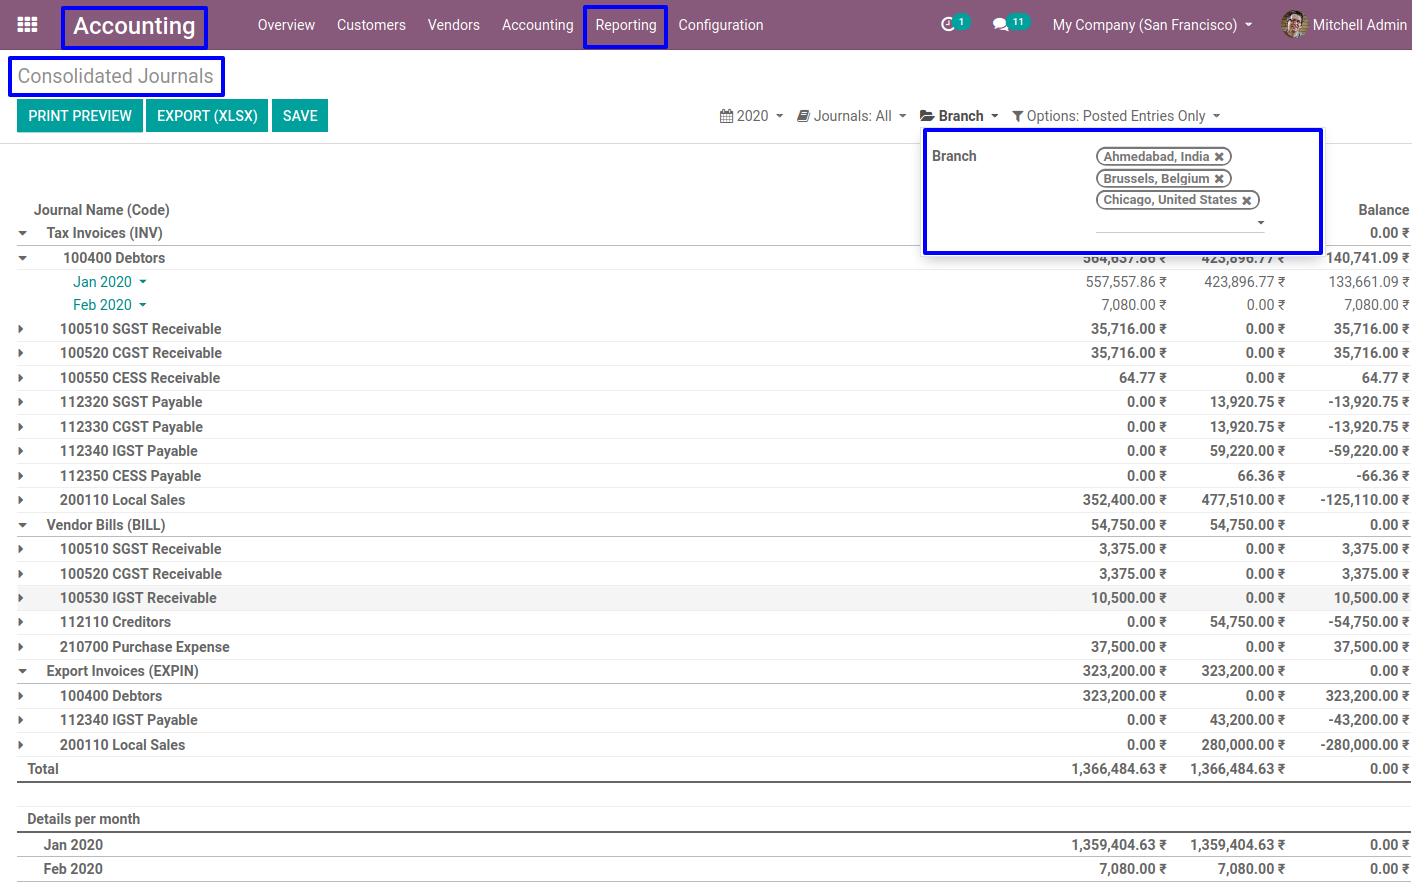 Accounting Overview Customers Vendors Accounting Reporting Configuration 1 11 My Company (San Francisco) Mitchell Admin
Consolidated Journals
PRINT PREVIEW EXPORT (XLSX) SAVE 2020 Journals: All Branch Options: Posted Entries Only
Branch Ahmedabad, India ✖
Brussels, Belgium ✖
Chicago, United States ✖
Journal Name (Code) Balance
Tax Invoices (INV) 0.00 ₹
100400 Debtors 564,637.86 ₹ 423,896.77 ₹ 140,741.09 ₹
Jan 2020 557,557.86 ₹ 423,896.77 ₹ 133,661.09 ₹
Feb 2020 7,080.00 ₹ 0.00 ₹ 7,080.00 ₹
100510 SGST Receivable 35,716.00 ₹ 0.00 ₹ 35,716.00 ₹
100520 CGST Receivable 35,716.00 ₹ 0.00 ₹ 35,716.00 ₹
100550 CESS Receivable 64.77 ₹ 0.00 ₹ 64.77 ₹
112320 SGST Payable 0.00 ₹ 13,920.75 ₹ -13,920.75 ₹
112330 CGST Payable 0.00 ₹ 13,920.75 ₹ -13,920.75 ₹
112340 IGST Payable 0.00 ₹ 59,220.00 ₹ -59,220.00 ₹
112350 CESS Payable 0.00 ₹ 66.36 ₹ -66.36 ₹
200110 Local Sales 352,400.00 ₹ 477,510.00 ₹ -125,110.00 ₹
Vendor Bills (BILL) 54,750.00 ₹ 54,750.00 ₹ 0.00 ₹
100510 SGST Receivable 3,375.00 ₹ 0.00 ₹ 3,375.00 ₹
100520 CGST Receivable 3,375.00 ₹ 0.00 ₹ 3,375.00 ₹
100530 IGST Receivable 10,500.00 ₹ 0.00 ₹ 10,500.00 ₹
112110 Creditors 0.00 ₹ 54,750.00 ₹ -54,750.00 ₹
210700 Purchase Expense 37,500.00 ₹ 0.00 ₹ 37,500.00 ₹
Export Invoices (EXPIN) 323,200.00 ₹ 323,200.00 ₹ 0.00 ₹
100400 Debtors 323,200.00 ₹ 0.00 ₹ 323,200.00 ₹
112340 IGST Payable 0.00 ₹ 43,200.00 ₹ -43,200.00 ₹
200110 Local Sales 0.00 ₹ 280,000.00 ₹ -280,000.00 ₹
Total 1,366,484.63 ₹ 1,366,484.63 ₹ 0.00 ₹
Details per month
Jan 2020 1,359,404.63 ₹ 1,359,404.63 ₹ 0.00 ₹
Feb 2020 7,080.00 ₹ 7,080.00 ₹ 0.00 ₹